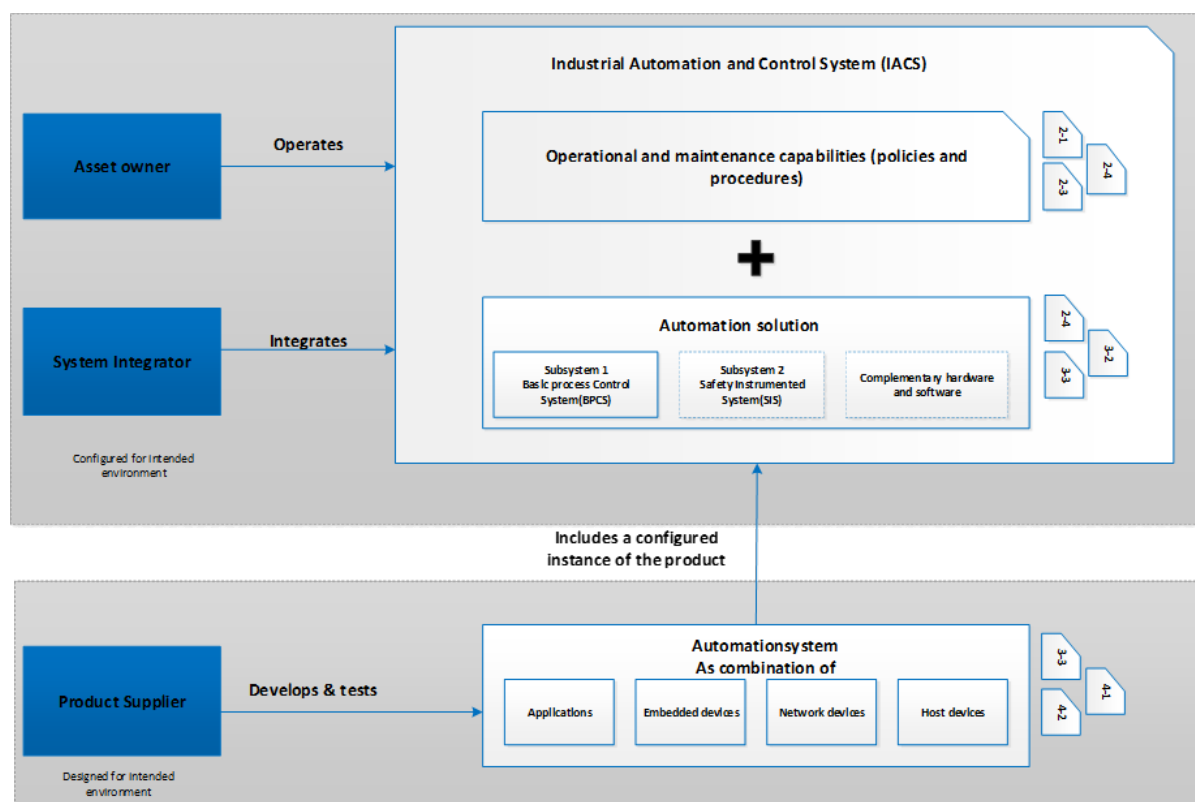 Industrial Automation and Control System (IACS)
Asset owner
Operates
Operational and maintenance capabilities (policies and
procedures)
2-1
2-4
2-3
System Integrator
Integrates
Configured for intended
environment
Automation solution
Subsystem 1
Basic process Control
System(BPCS)
Subsystem 2
Safety Instrumented
System(SIS)
Complementary hardware
and software
2-4
3-2
3-3
Includes a configured
instance of the product
Product Supplier
Develops & tests
Designed for intended
environment
Automationsystem
As combination of
Applications
Embedded devices
Network devices
Host devices
3-3
4-1
4-2